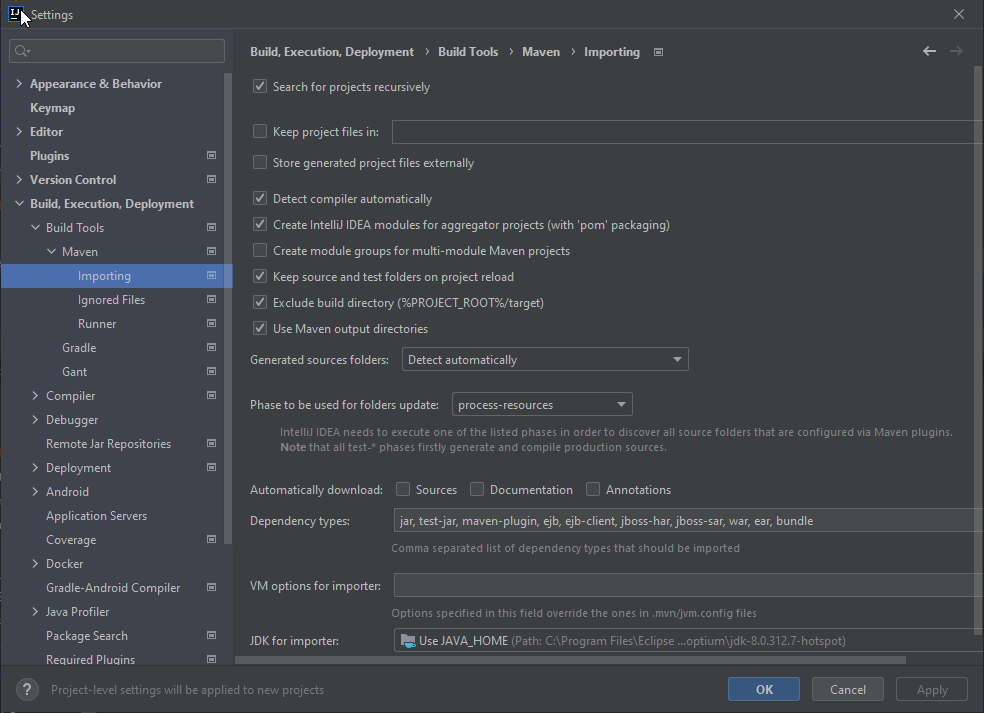 IJ Settings
Appearance & Behavior
Keymap
Editor
Plugins
Version Control
Build, Execution, Deployment
Build Tools
Maven
Importing
Ignored Files
Runner
Gradle
Gant
Compiler
Debugger
Remote Jar Repositories
Deployment
Android
Application Servers
Coverage
Docker
Gradle-Android Compiler
Java Profiler
Package Search
Required Plugins
Build, Execution, Deployment › Build Tools › Maven › Importing
Search for projects recursively
Keep project files in:
Store generated project files externally
Detect compiler automatically
Create IntelliJ IDEA modules for aggregator projects (with 'pom' packaging)
Create module groups for multi-module Maven projects
Keep source and test folders on project reload
Exclude build directory (%PROJECT_ROOT%/target)
Use Maven output directories
Generated sources folders: Detect automatically
Phase to be used for folders update: process-resources
IntelliJ IDEA needs to execute one of the listed phases in order to discover all source folders that are configured via Maven plugins.
Note that all test-* phases firstly generate and compile production sources.
Automatically download: Sources Documentation Annotations
Dependency types: jar, test-jar, maven-plugin, ejb, ejb-client, jboss-har, jboss-sar, war, ear, bundle
Comma separated list of dependency types that should be imported
VM options for importer:
Options specified in this field override the ones in .mvn/jvm.config files
JDK for importer: Use JAVA_HOME (Path: C:\Program Files\Eclipse ...optium\jdk-8.0.312.7-hotspot)
? Project-level settings will be applied to new projects
OK Cancel Apply